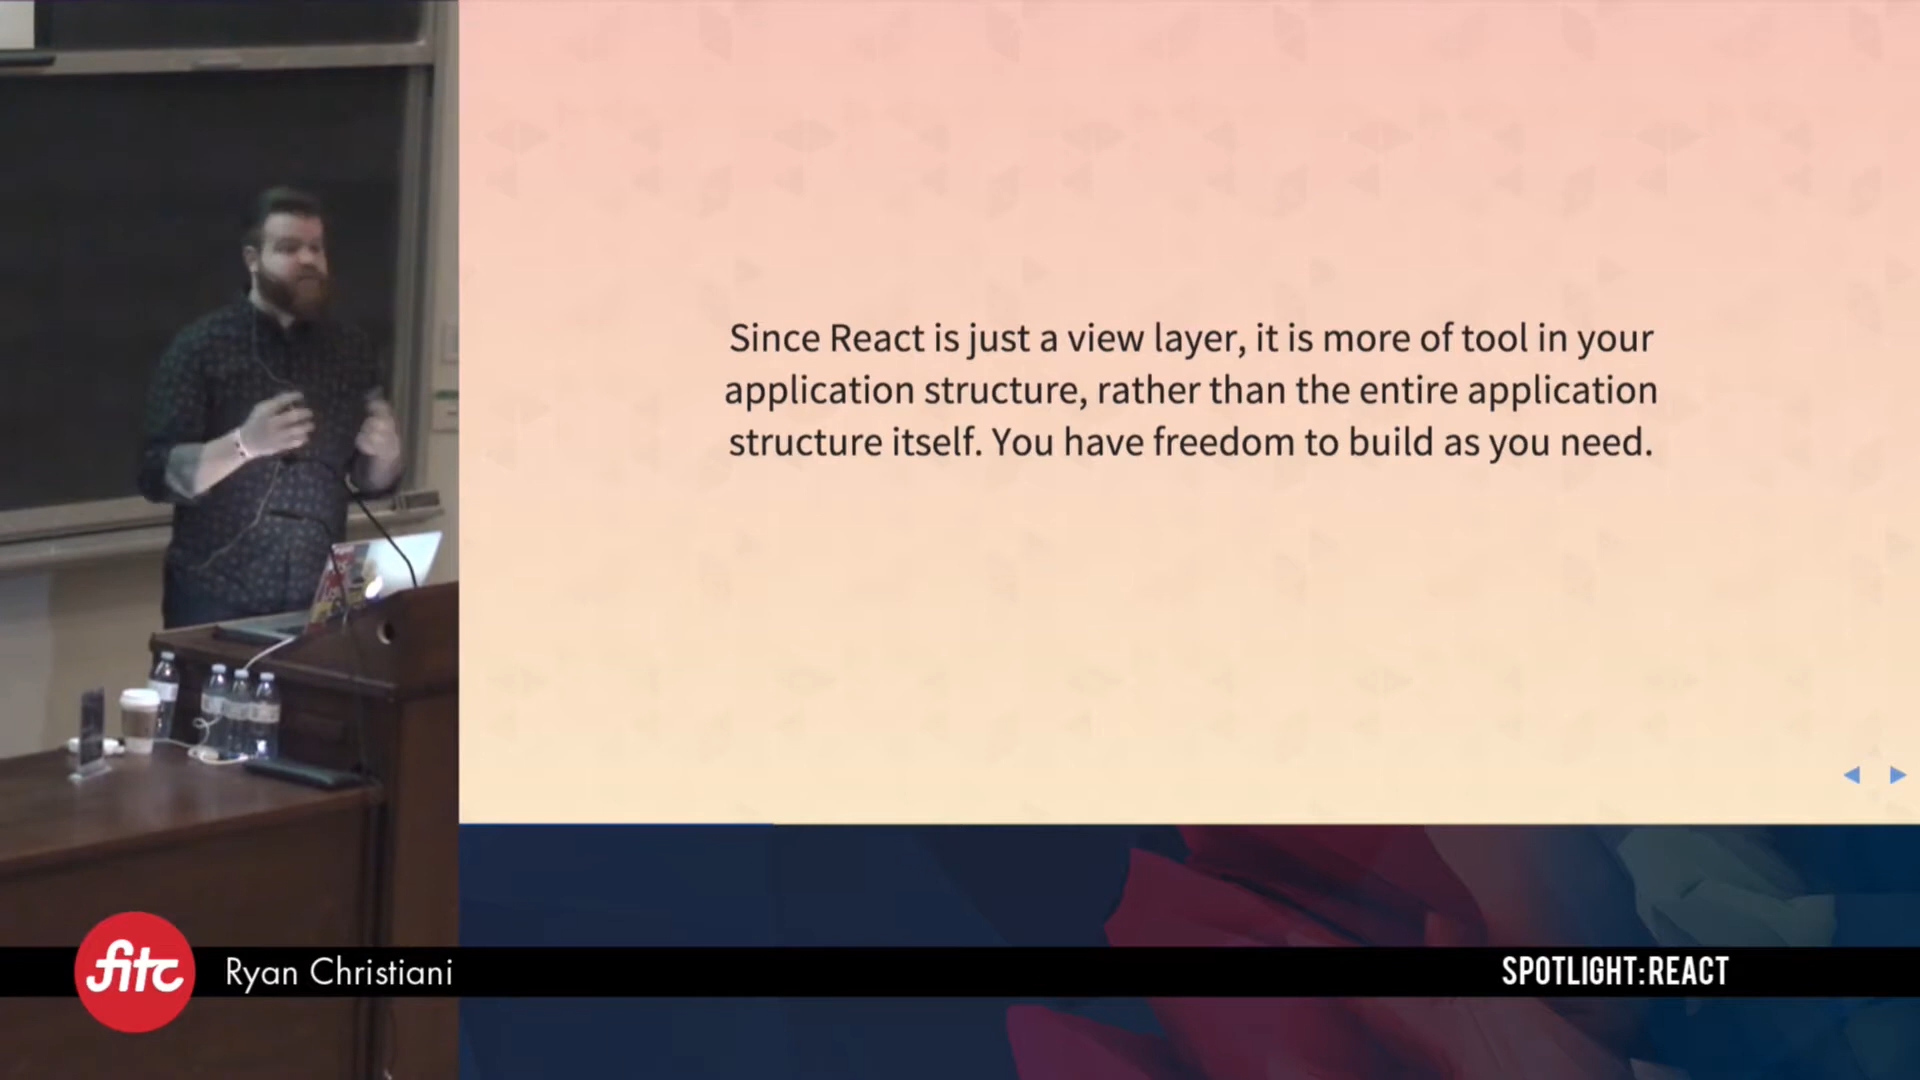 Since React is just a view layer, it is more of tool in your
application structure, rather than the entire application
structure itself. You have freedom to build as you need.
fitc
Ryan Christiani
SPOTLIGHT:REACT